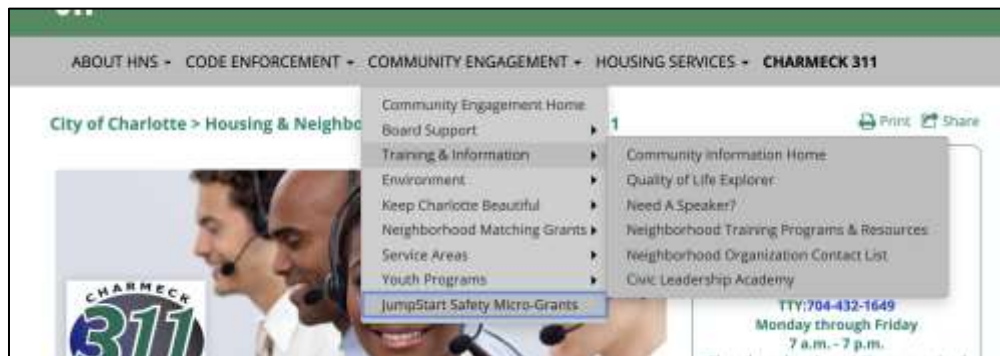 ABOUT HNS CODE ENFORCEMENT COMMUNITY ENGAGEMENT HOUSING SERVICES CHARMECK 311
City of Charlotte > Housing & Neighbo 1 Print Share
Community Engagement Home
Board Support
Training & Information
Environment
Keep Charlotte Beautiful
Neighborhood Matching Grants
Service Areas
Youth Programs
JumpStart Safety Micro-Grants
Community Information Home
Quality of Life Explorer
Need A Speaker?
Neighborhood Training Programs & Resources
Neighborhood Organization Contact List
Civic Leadership Academy
CHARMECK
311
TTY:704-432-1649
Monday through Friday
7 a.m. - 7 p.m.